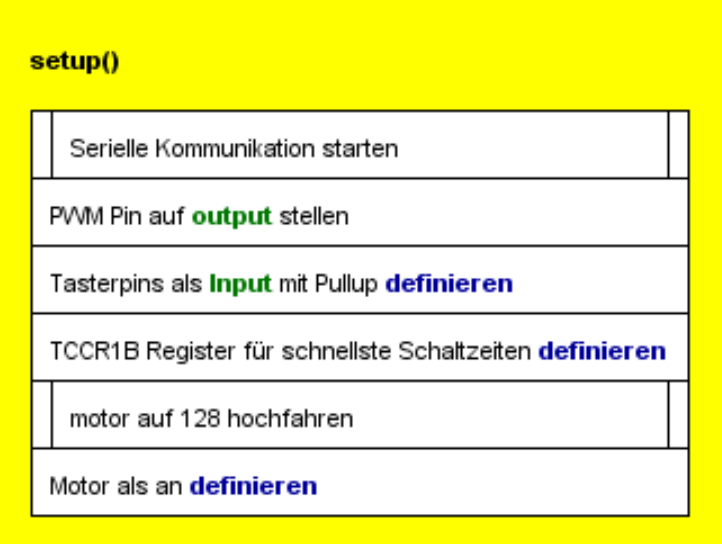 setup()
Serielle Kommunikation starten
PWM Pin auf output stellen
Tasterpins als Input mit Pullup definieren
TCCR1B Register für schnellste Schaltzeiten definieren
motor auf 128 hochfahren
Motor als an definieren